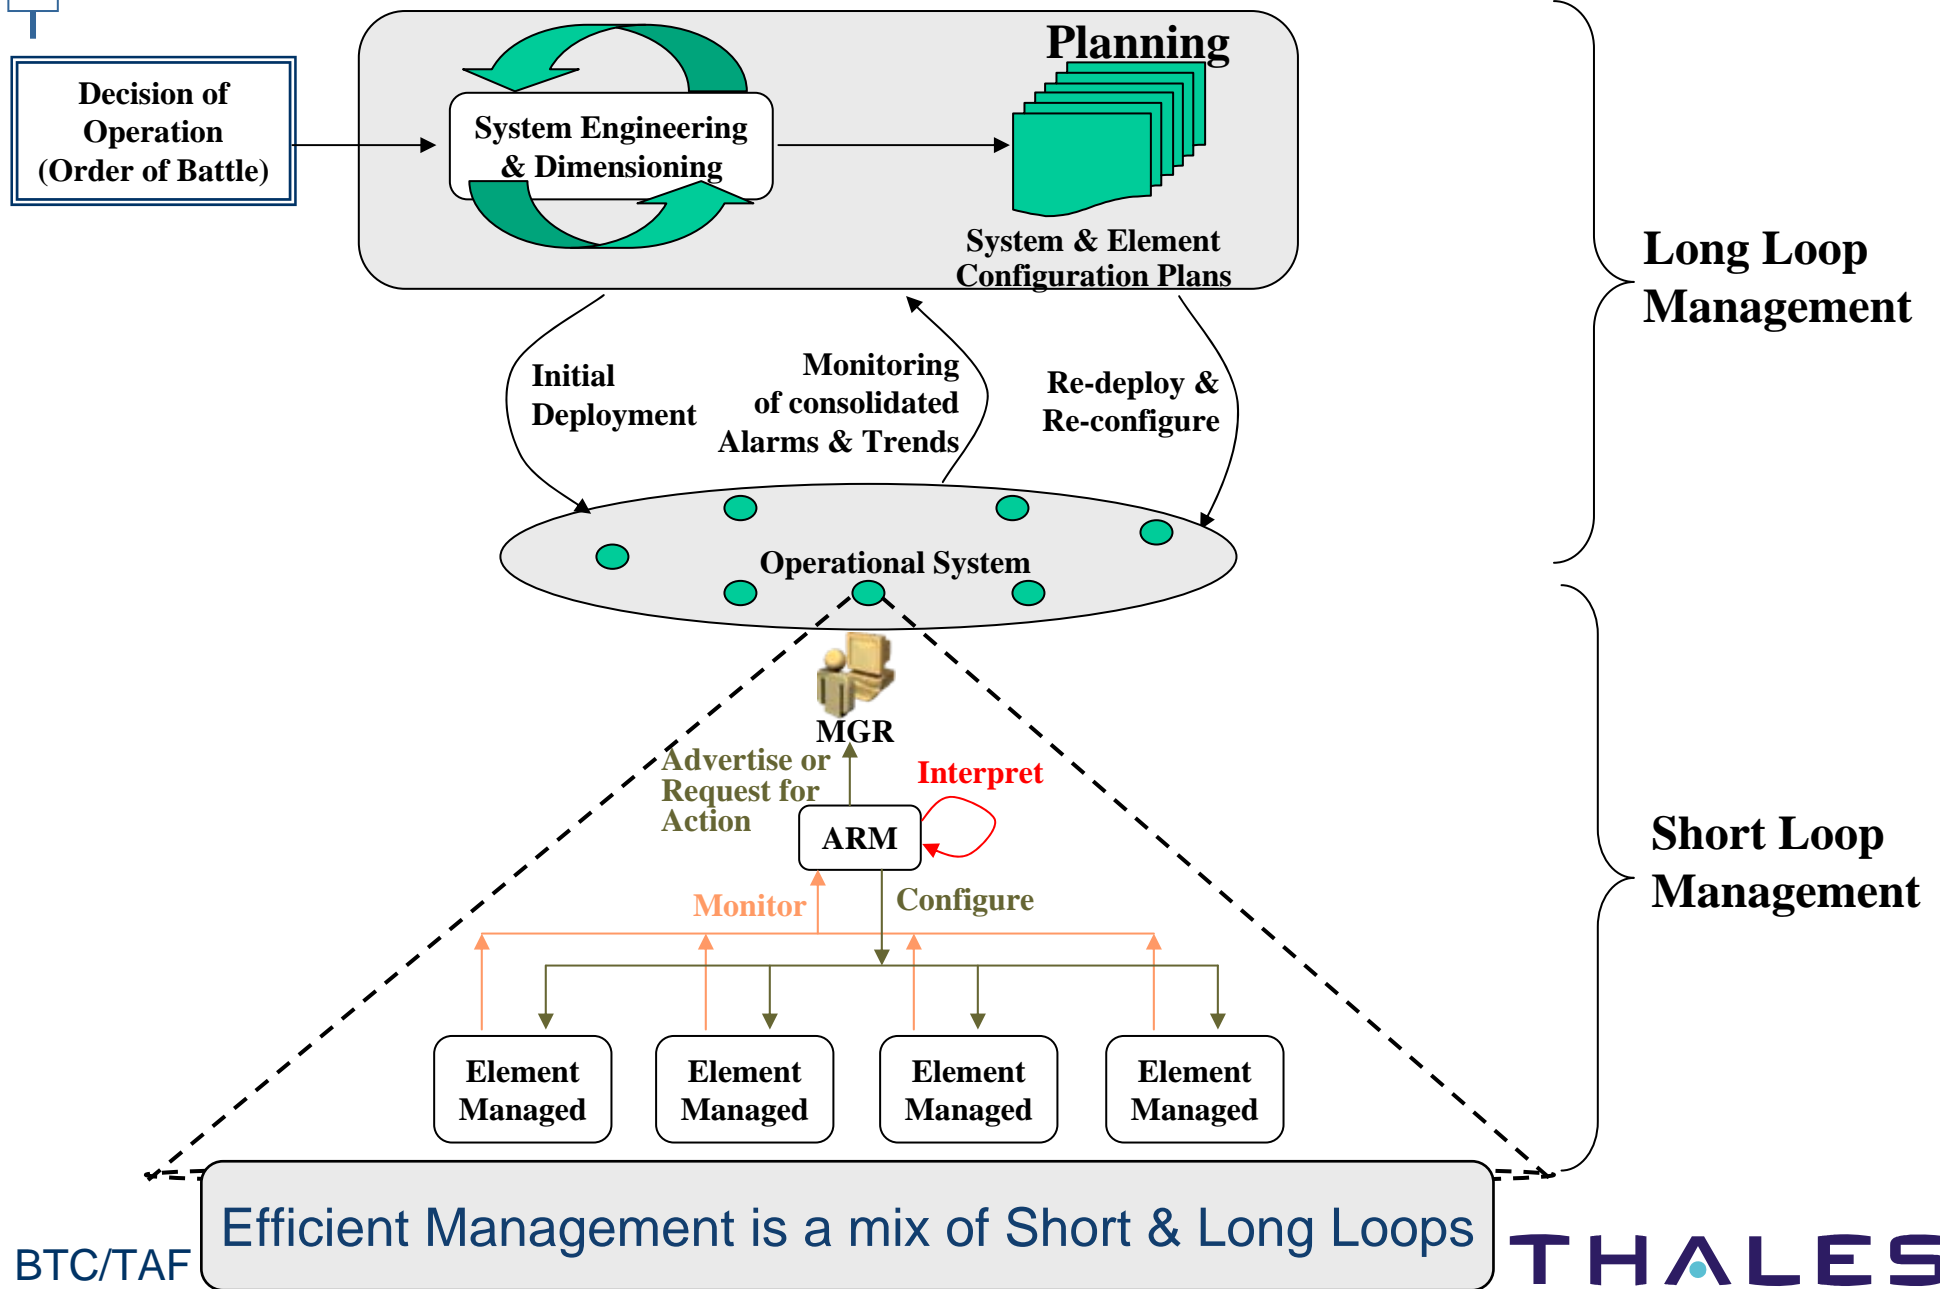 Planning
Decision of
Operation
(Order of Battle)
System Engineering
& Dimensioning
System & Element
Configuration Plans
Long Loop
Management
Initial
Deployment
Monitoring
of consolidated
Alarms & Trends
Re-deploy &
Re-configure
Operational System
MGR
Advertise or
Request for
Action
Interpret
ARM
Short Loop
Management
Monitor
Configure
Element
Managed
Element
Managed
Element
Managed
Element
Managed
Efficient Management is a mix of Short & Long Loops
BTC/TAF
THALES